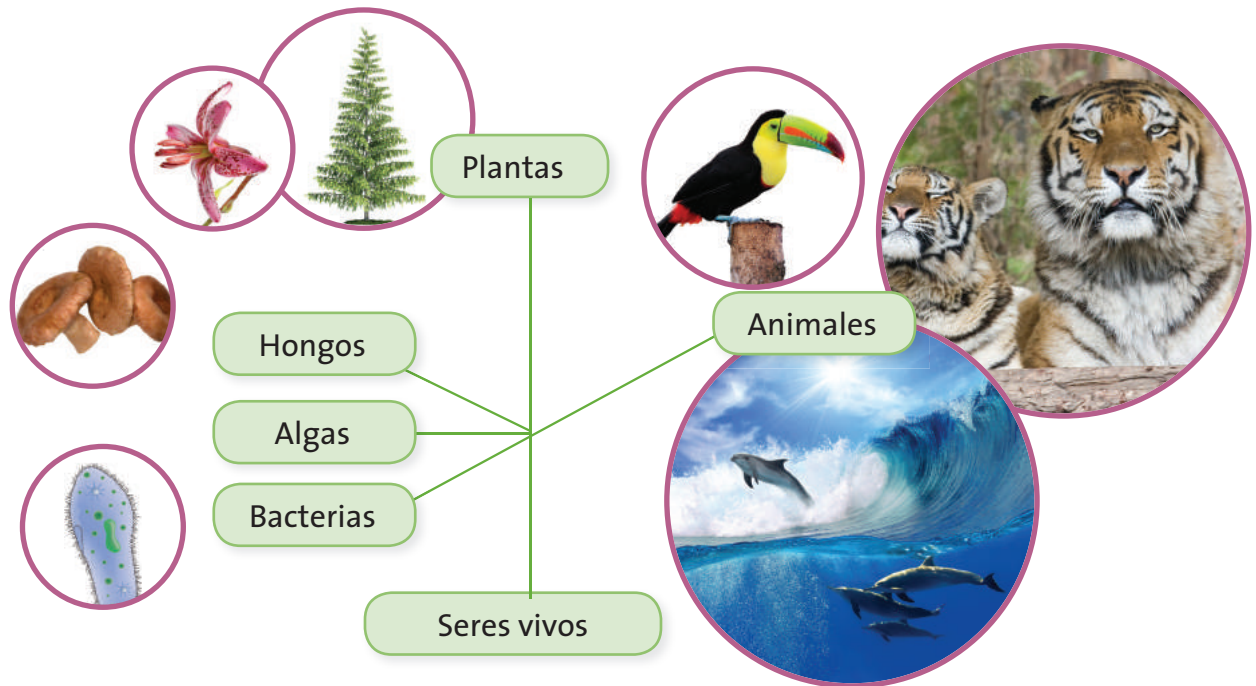 Plantas
Animales
Hongos
Algas
Bacterias
Seres vivos